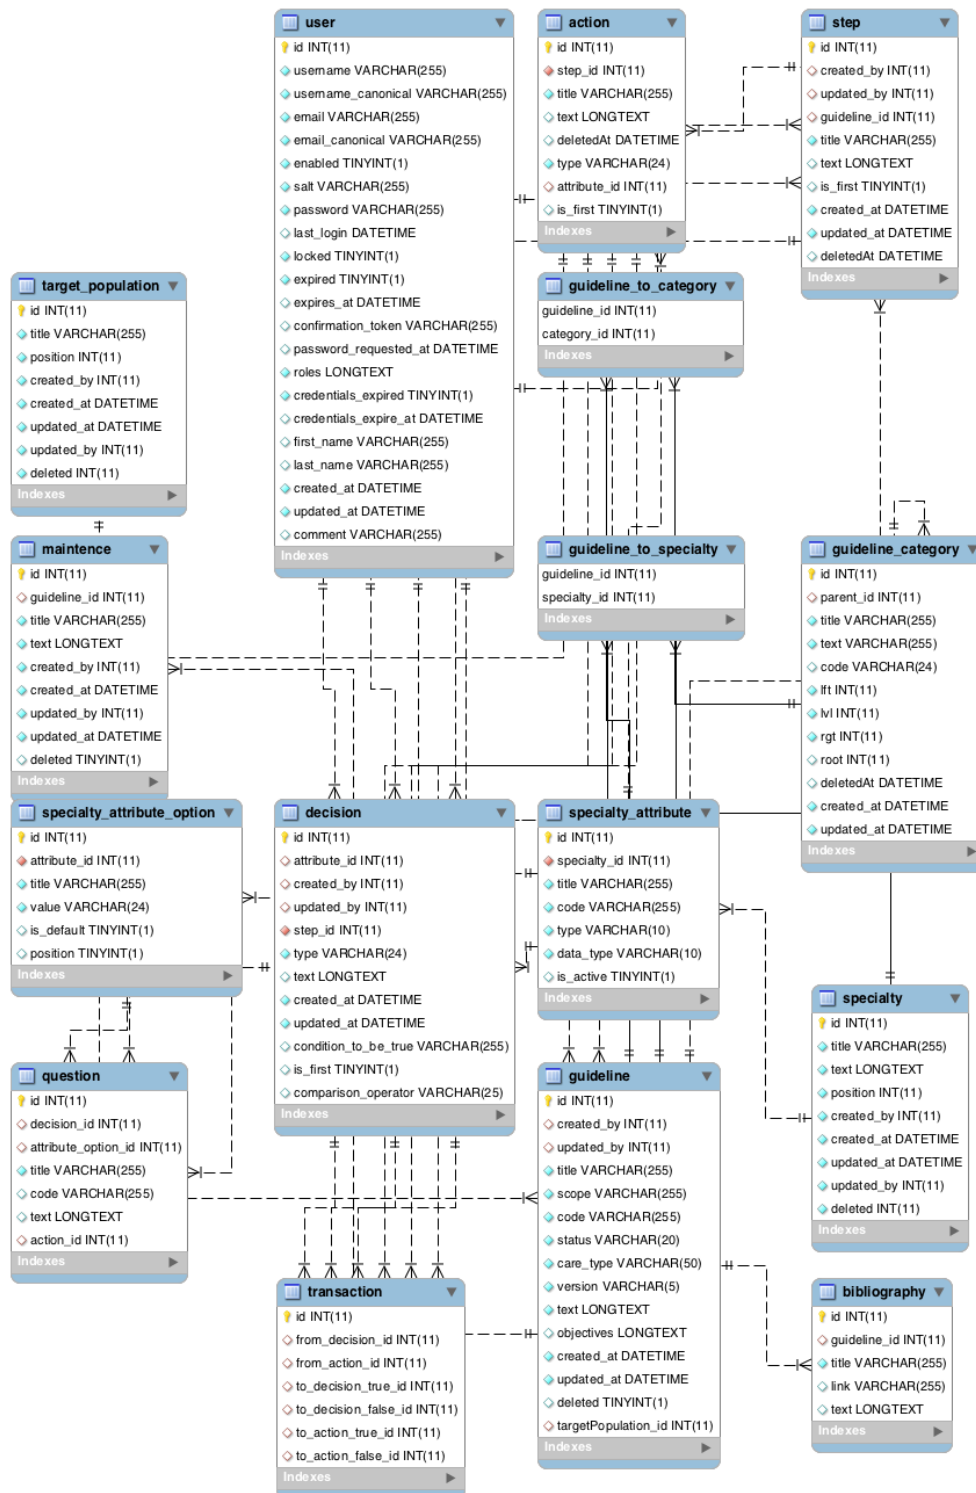 user
id INT(11)
username VARCHAR(255)
username_canonical VARCHAR(255)
email VARCHAR(255)
email_canonical VARCHAR(255)
enabled TINYINT(1)
salt VARCHAR(255)
password VARCHAR(255)
last_login DATETIME
locked TINYINT(1)
expired TINYINT(1)
expires_at DATETIME
confirmation_token VARCHAR(255)
password_requested_at DATETIME
roles LONGTEXT
credentials_expired TINYINT(1)
credentials_expire_at DATETIME
first_name VARCHAR(255)
last_name VARCHAR(255)
created_at DATETIME
updated_at DATETIME
comment VARCHAR(255)
Indexes
action
id INT(11)
step_id INT(11)
title VARCHAR(255)
text LONGTEXT
deletedAt DATETIME
type VARCHAR(24)
attribute_id INT(11)
is_first TINYINT(1)
Indexes
step
id INT(11)
created_by INT(11)
updated_by INT(11)
guideline_id INT(11)
title VARCHAR(255)
text LONGTEXT
is_first TINYINT(1)
created_at DATETIME
updated_at DATETIME
deletedAt DATETIME
Indexes
target_population
id INT(11)
title VARCHAR(255)
position INT(11)
created_by INT(11)
created_at DATETIME
updated_at DATETIME
updated_by INT(11)
deleted INT(11)
Indexes
guideline_to_category
guideline_id INT(11)
category_id INT(11)
Indexes
maintence
id INT(11)
guideline_id INT(11)
title VARCHAR(255)
text LONGTEXT
created_by INT(11)
created_at DATETIME
updated_by INT(11)
updated_at DATETIME
deleted TINYINT(1)
Indexes
guideline_to_specialty
guideline_id INT(11)
specialty_id INT(11)
Indexes
guideline_category
id INT(11)
parent_id INT(11)
title VARCHAR(255)
text VARCHAR(255)
code VARCHAR(24)
lft INT(11)
lvl INT(11)
rgt INT(11)
root INT(11)
deletedAt DATETIME
created_at DATETIME
updated_at DATETIME
Indexes
specialty_attribute_option
id INT(11)
attribute_id INT(11)
title VARCHAR(255)
value VARCHAR(24)
is_default TINYINT(1)
position TINYINT(1)
Indexes
decision
id INT(11)
attribute_id INT(11)
created_by INT(11)
updated_by INT(11)
step_id INT(11)
type VARCHAR(24)
text LONGTEXT
created_at DATETIME
updated_at DATETIME
condition_to_be_true VARCHAR(255)
is_first TINYINT(1)
comparison_operator VARCHAR(25)
Indexes
specialty_attribute
id INT(11)
specialty_id INT(11)
title VARCHAR(255)
code VARCHAR(255)
type VARCHAR(10)
data_type VARCHAR(10)
is_active TINYINT(1)
Indexes
specialty
id INT(11)
title VARCHAR(255)
text LONGTEXT
position INT(11)
created_by INT(11)
created_at DATETIME
updated_at DATETIME
updated_by INT(11)
deleted INT(11)
Indexes
question
id INT(11)
decision_id INT(11)
attribute_option_id INT(11)
title VARCHAR(255)
code VARCHAR(255)
text LONGTEXT
action_id INT(11)
Indexes
guideline
id INT(11)
created_by INT(11)
updated_by INT(11)
title VARCHAR(255)
scope VARCHAR(255)
code VARCHAR(255)
status VARCHAR(20)
care_type VARCHAR(50)
version VARCHAR(5)
text LONGTEXT
objectives LONGTEXT
created_at DATETIME
updated_at DATETIME
deleted TINYINT(1)
targetPopulation_id INT(11)
Indexes
transaction
id INT(11)
from_decision_id INT(11)
from_action_id INT(11)
to_decision_true_id INT(11)
to_decision_false_id INT(11)
to_action_true_id INT(11)
to_action_false_id INT(11)
Indexes
bibliography
id INT(11)
guideline_id INT(11)
title VARCHAR(255)
link VARCHAR(255)
text LONGTEXT
Indexes